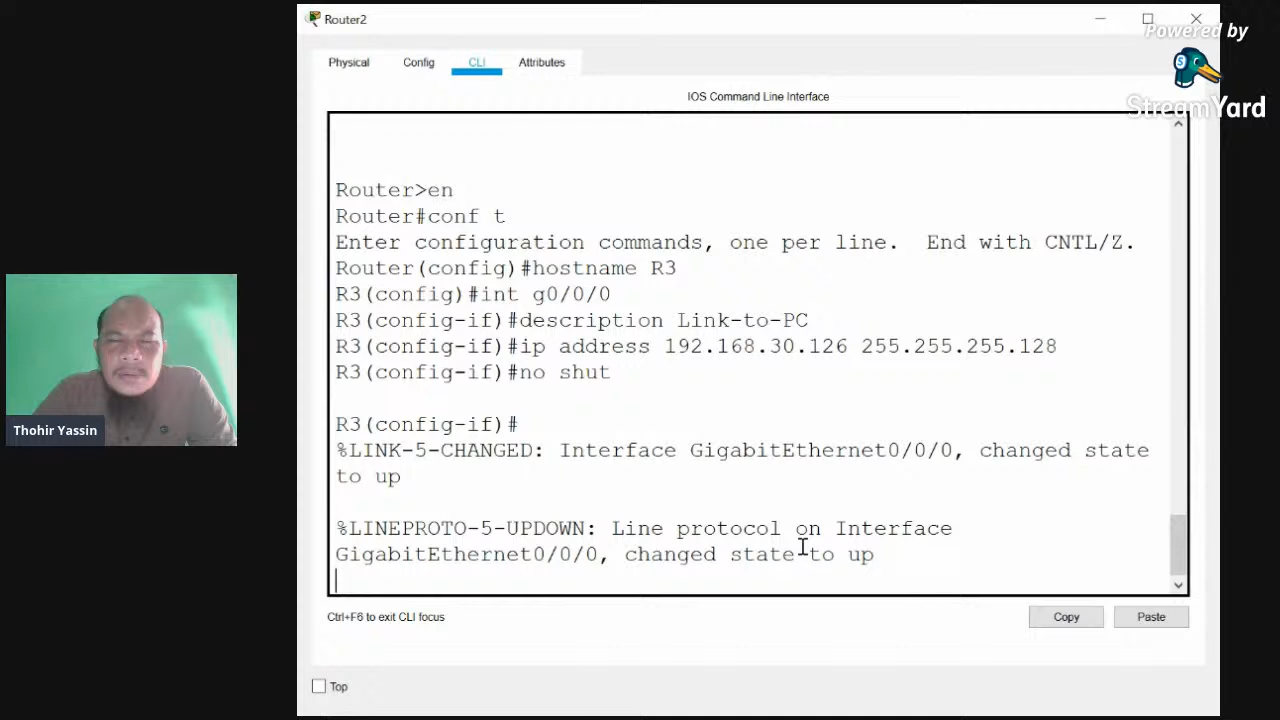 Router2
Powered by
StreamYard
Physical
Config
CLI
Attributes
IOS Command Line Interface
Router>en
Router#conf t
Enter configuration commands, one per line.  End with CNTL/Z.
Router(config)#hostname R3
R3(config)#int g0/0/0
R3(config-if)#description Link-to-PC
R3(config-if)#ip address 192.168.30.126 255.255.255.128
R3(config-if)#no shut
R3(config-if)#
%LINK-5-CHANGED: Interface GigabitEthernet0/0/0, changed state
to up
%LINEPROTO-5-UPDOWN: Line protocol on Interface
GigabitEthernet0/0/0, changed state to up
Thohir Yassin
Ctrl+F6 to exit CLI focus
Copy
Paste
Top